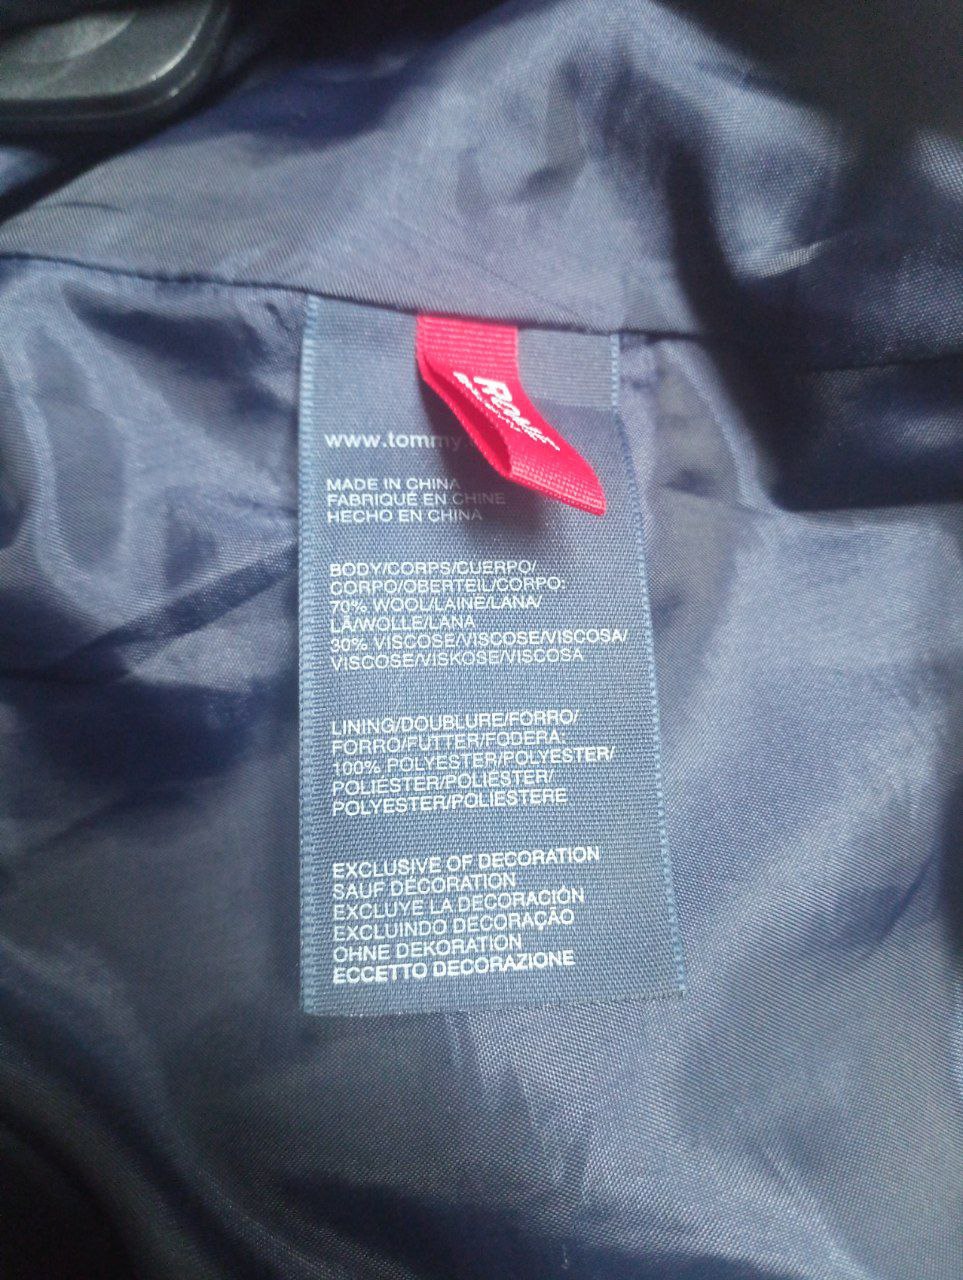 www.tommy.
MADE IN CHINA
FABRIQUÉ EN CHINE
HECHO EN CHINA
BODY/CORPS/CUERPO/
CORPO/OBERTEIL/CORPO:
70% WOOL/LAINE/LANA/
LÃ/WOLLE/LANA
30% VISCOSE/VISCOSE/VISCOSA/
VISCOSE/VISKOSE/VISCOSA
LINING/DOUBLURE/FORRO/
FORRO/FUTTER/FODERA:
100% POLYESTER/POLYESTER/
POLIÉSTER/POLIÉSTER/
POLYESTER/POLIESTERE
EXCLUSIVE OF DECORATION
SAUF DÉCORATION
EXCLUYE LA DECORACIÓN
EXCLUINDO DECORAÇÃO
OHNE DEKORATION
ECCETTO DECORAZIONE